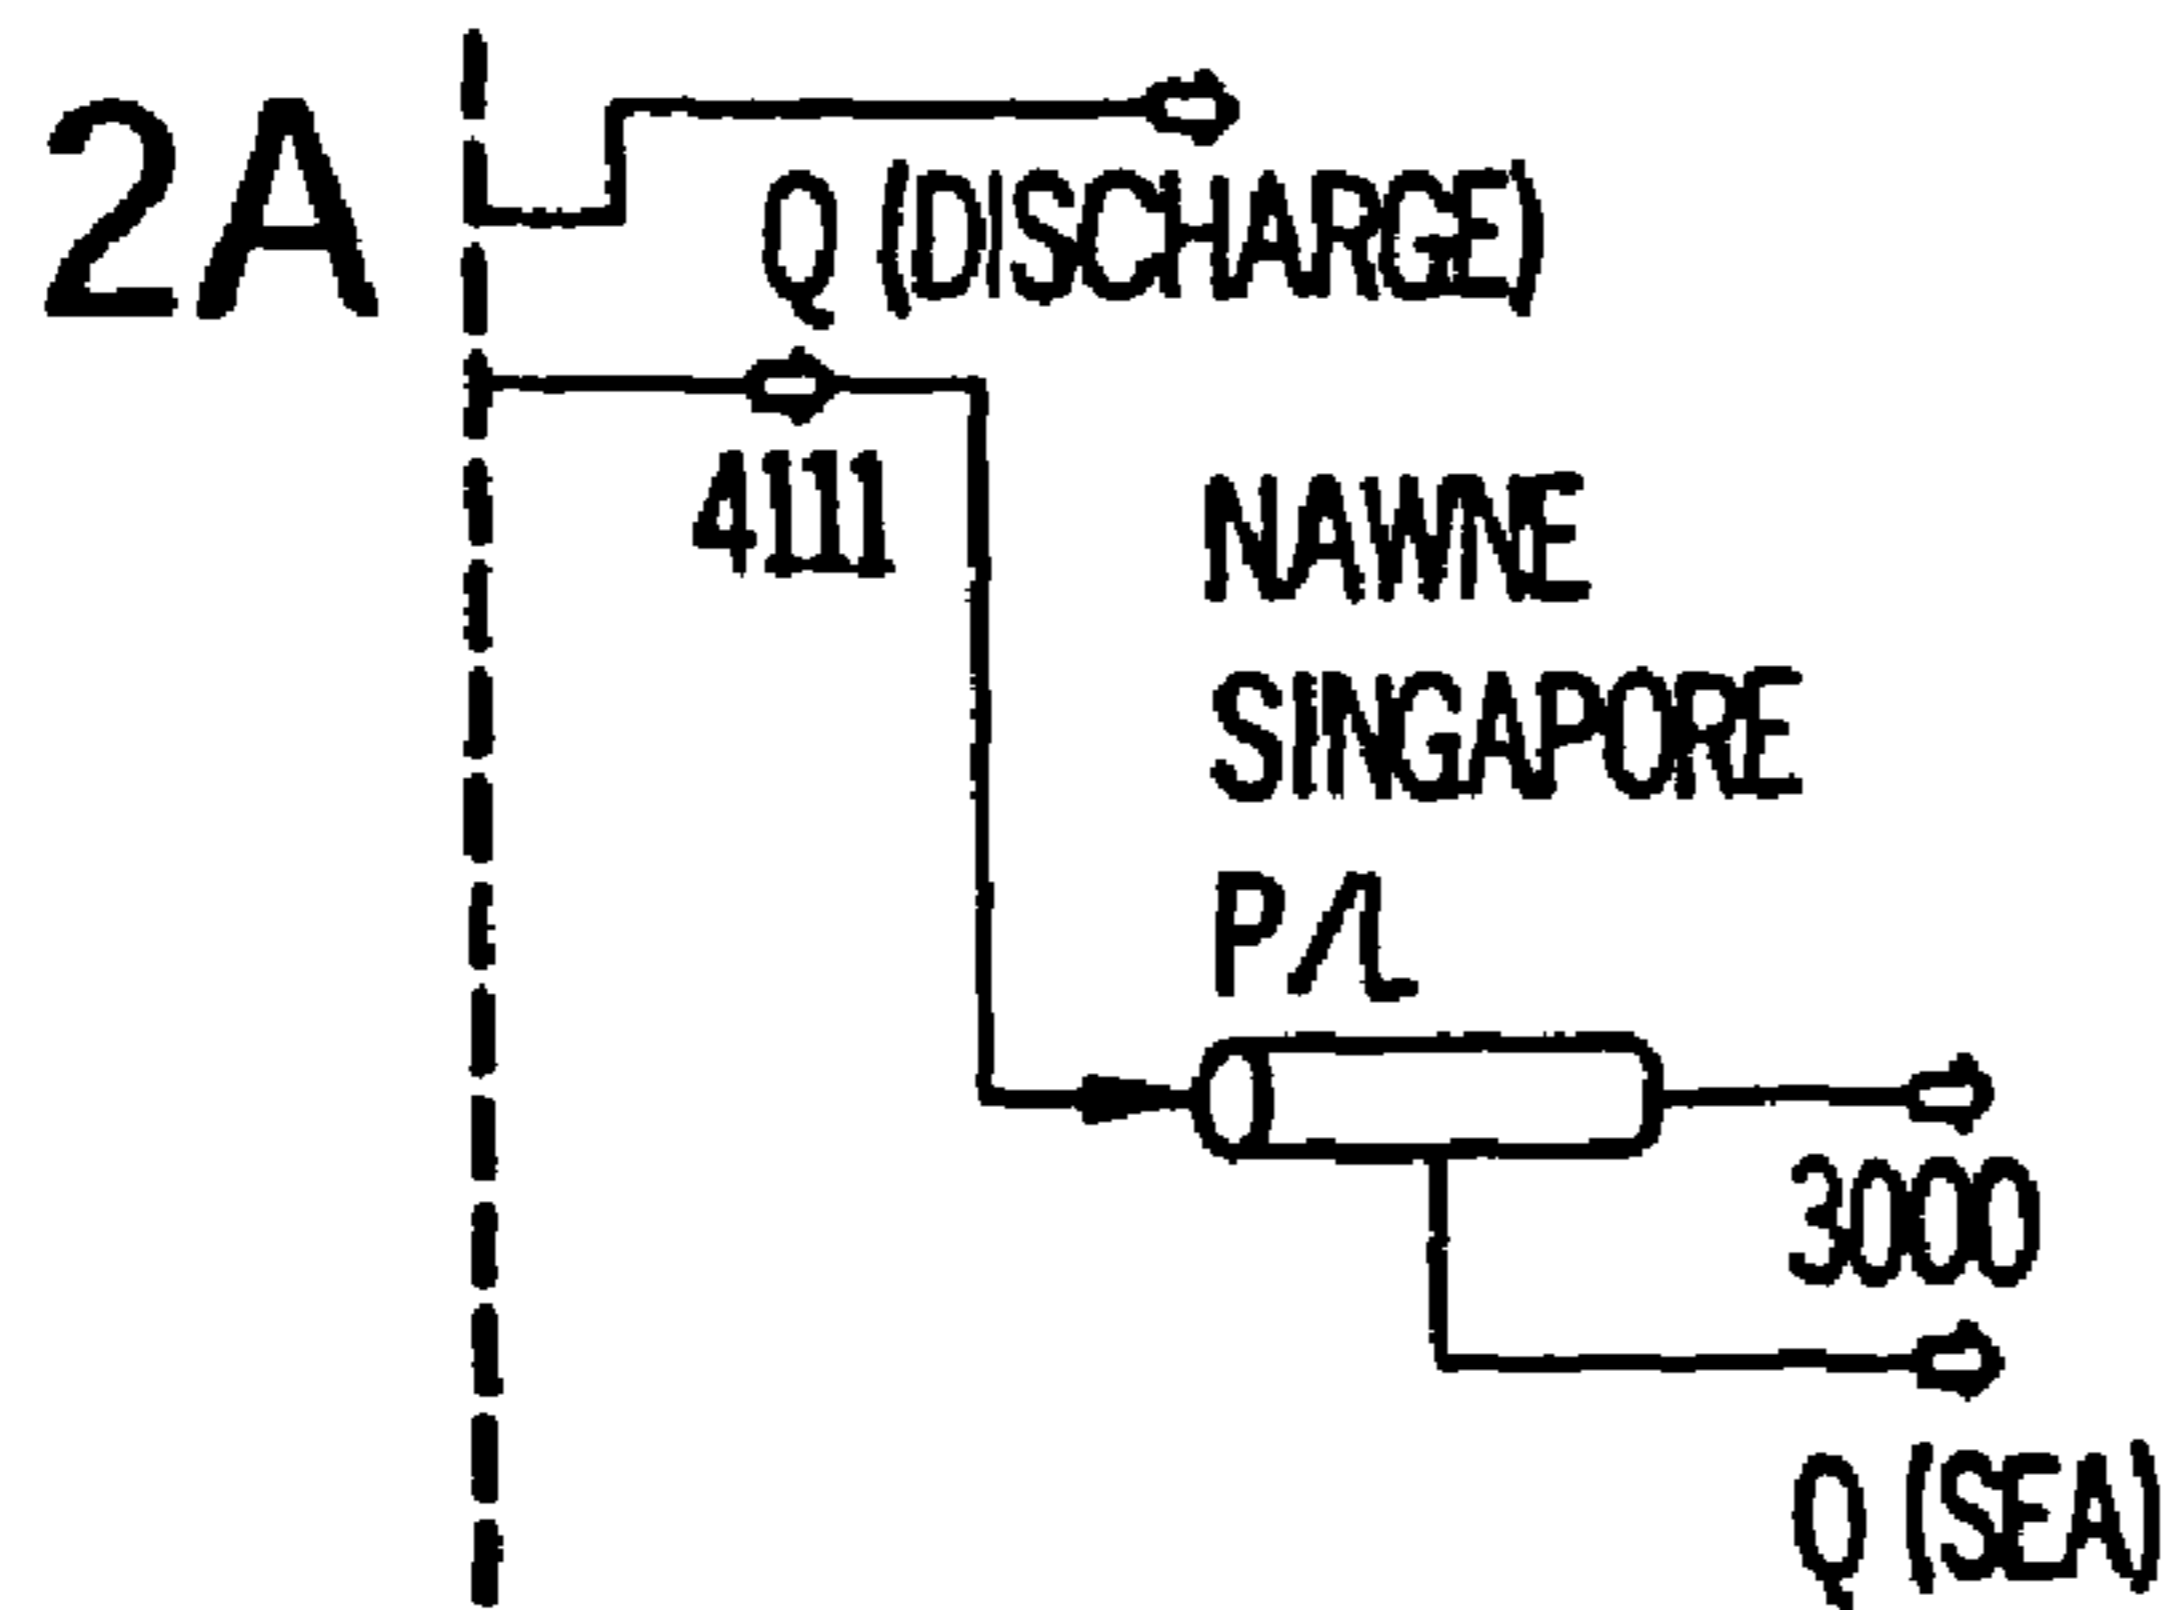 2A
Q (DISCHARGE)
4111
NAWNE
SINGAPORE
P/L
3000
Q (SEA)